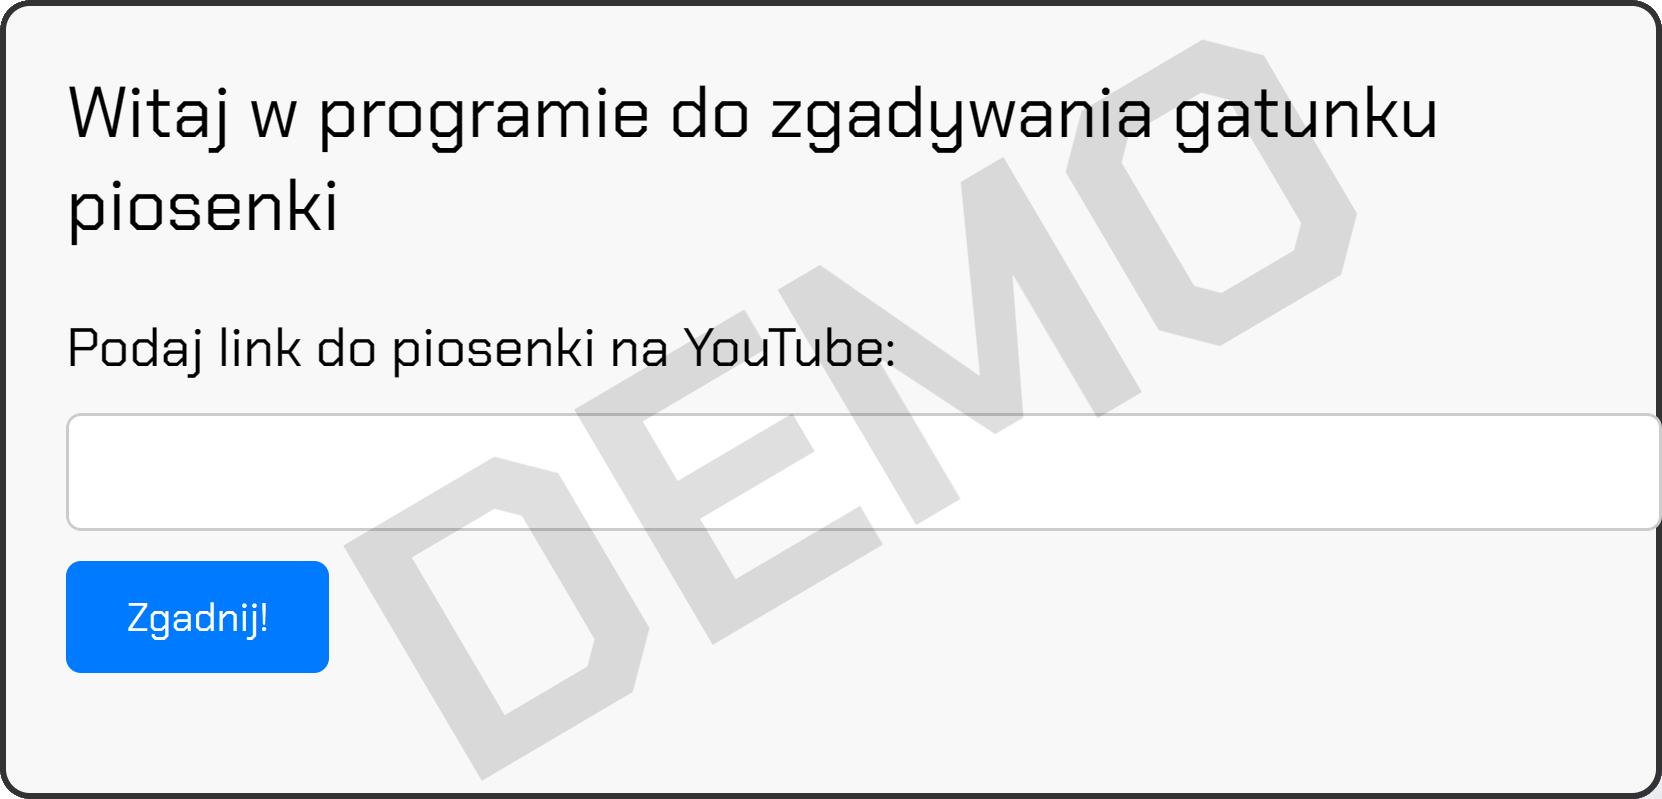 Witaj w programie do zgadywania gatunku
piosenki
Podaj link do piosenki na YouTube:
Zgadnij!
DEMO